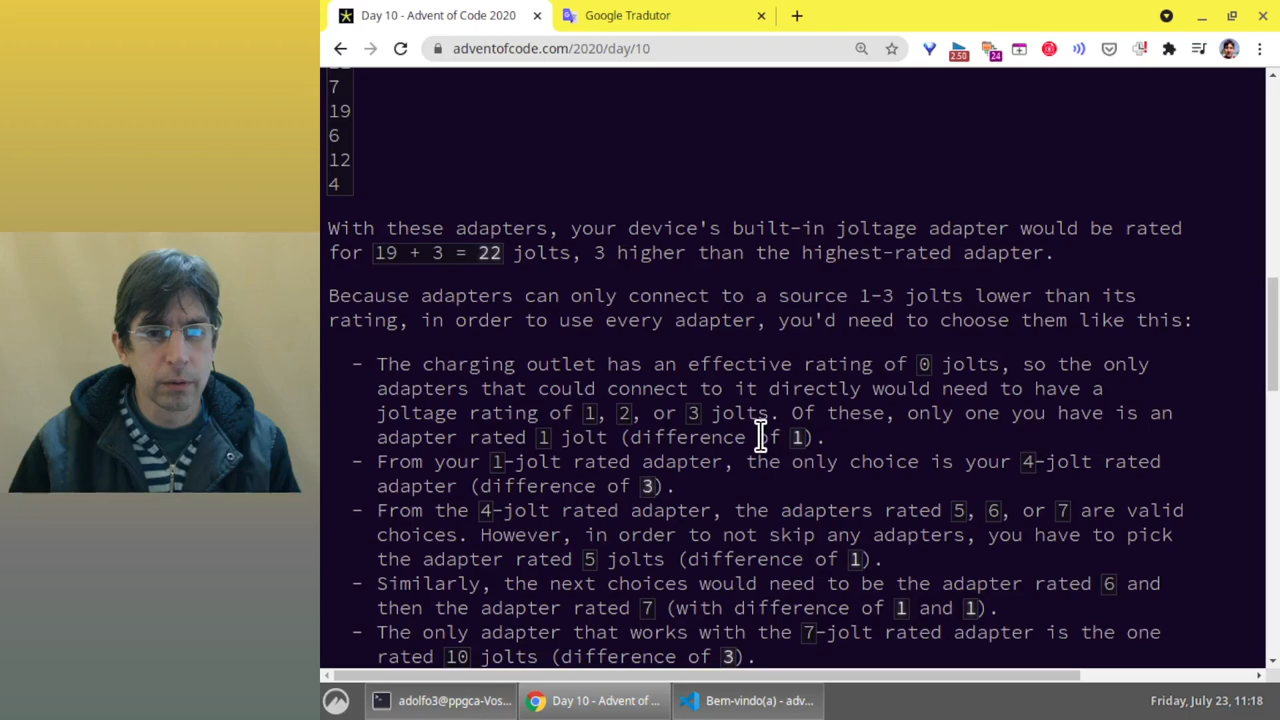 Day 10 - Advent of Code 2020
Google Tradutor
adventofcode.com/2020/day/10
2.50
24
7
19
6
12
4
With these adapters, your device's built-in joltage adapter would be rated
for 19 + 3 = 22 jolts, 3 higher than the highest-rated adapter.
Because adapters can only connect to a source 1-3 jolts lower than its
rating, in order to use every adapter, you'd need to choose them like this:
- The charging outlet has an effective rating of 0 jolts, so the only
adapters that could connect to it directly would need to have a
joltage rating of 1, 2, or 3 jolts. Of these, only one you have is an
adapter rated 1 jolt (difference of 1).
- From your 1-jolt rated adapter, the only choice is your 4-jolt rated
adapter (difference of 3).
- From the 4-jolt rated adapter, the adapters rated 5, 6, or 7 are valid
choices. However, in order to not skip any adapters, you have to pick
the adapter rated 5 jolts (difference of 1).
- Similarly, the next choices would need to be the adapter rated 6 and
then the adapter rated 7 (with difference of 1 and 1).
- The only adapter that works with the 7-jolt rated adapter is the one
rated 10 jolts (difference of 3).
adolfo3@ppgca-Vos...
Day 10 - Advent of ...
Bem-vindo(a) - adv...
Friday, July 23, 11:18